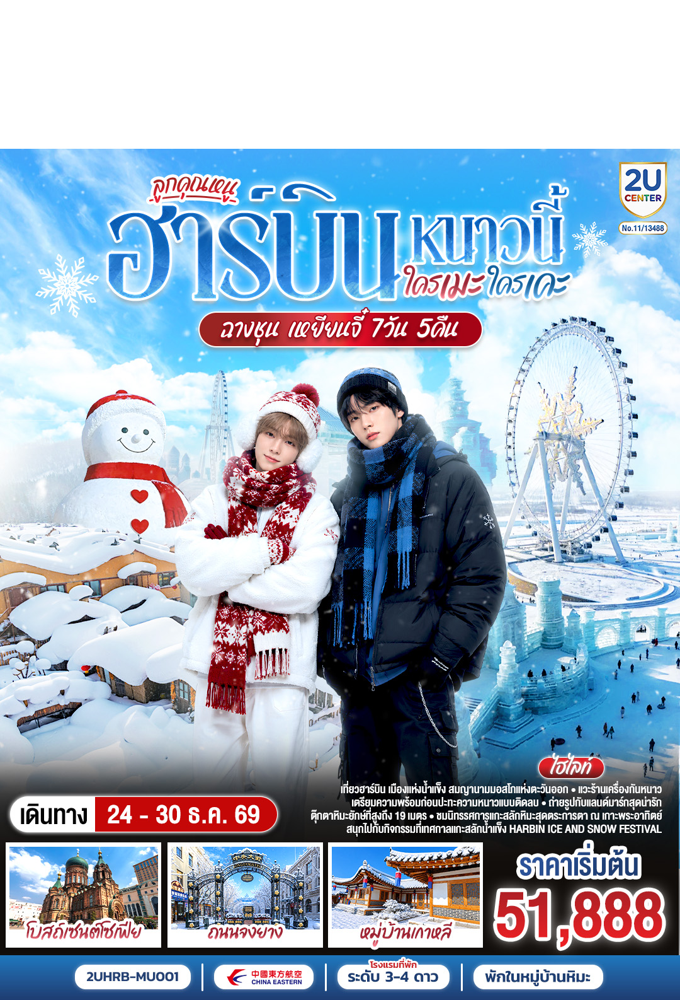 2U
CENTER
No.11/13488
ลูกคุณหนู
ฮาร์บิน หนาวนี้
ใครเมะ ใครเคะ
ฉางชุน เหยียนจี๋ 7วัน 5คืน
ไฮไลท์
เที่ยวฮาร์บิน เมืองแห่งน้ำแข็ง สมญานามมอสโกแห่งตะวันออก • แวะร้านเครื่องกันหนาว
เตรียมความพร้อมก่อนปะทะความหนาวแบบติดลบ • ถ่ายรูปกับแลนด์มาร์กสุดน่ารัก
ตุ๊กตาหิมะยักษ์ที่สูงถึง 19 เมตร • ชมนิทรรศการแกะสลักหิมะสุดตระการตา ณ เกาะพระอาทิตย์
สนุกไปกับกิจกรรมที่เทศกาลแกะสลักน้ำแข็ง HARBIN ICE AND SNOW FESTIVAL
เดินทาง 24 - 30 ธ.ค. 69
中央大街
โบสถ์เซนต์โซเฟีย
ถนนจงยาง
หมู่บ้านเกาหลี
ราคาเริ่มต้น
51,888
2UHRB-MU001
中國東方航空
CHINA EASTERN
โรงแรมที่พัก
ระดับ 3-4 ดาว
พักในหมู่บ้านหิมะ